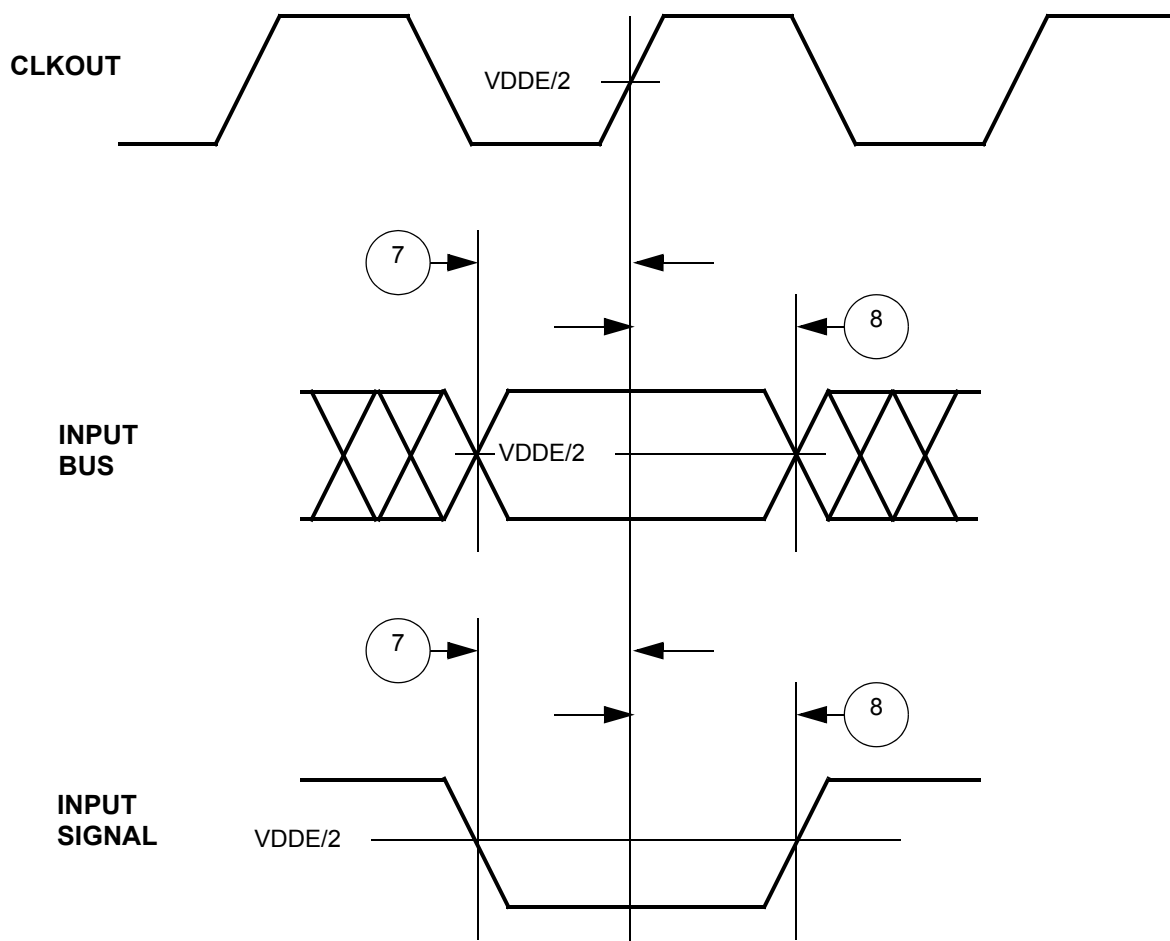 CLKOUT
VDDE/2
7
8
INPUT
BUS
VDDE/2
7
8
INPUT
SIGNAL
VDDE/2